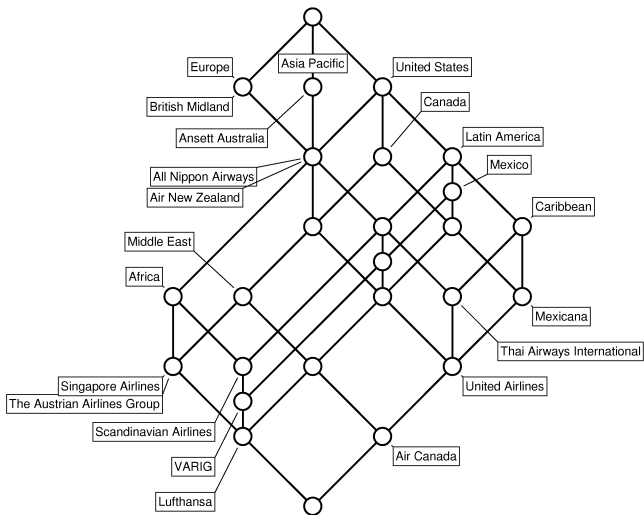 Asia Pacific
Europe
United States
British Midland
Canada
Ansett Australia
Latin America
Mexico
All Nippon Airways
Air New Zealand
Caribbean
Middle East
Africa
Mexicana
Thai Airways International
Singapore Airlines
United Airlines
The Austrian Airlines Group
Scandinavian Airlines
Air Canada
VARIG
Lufthansa